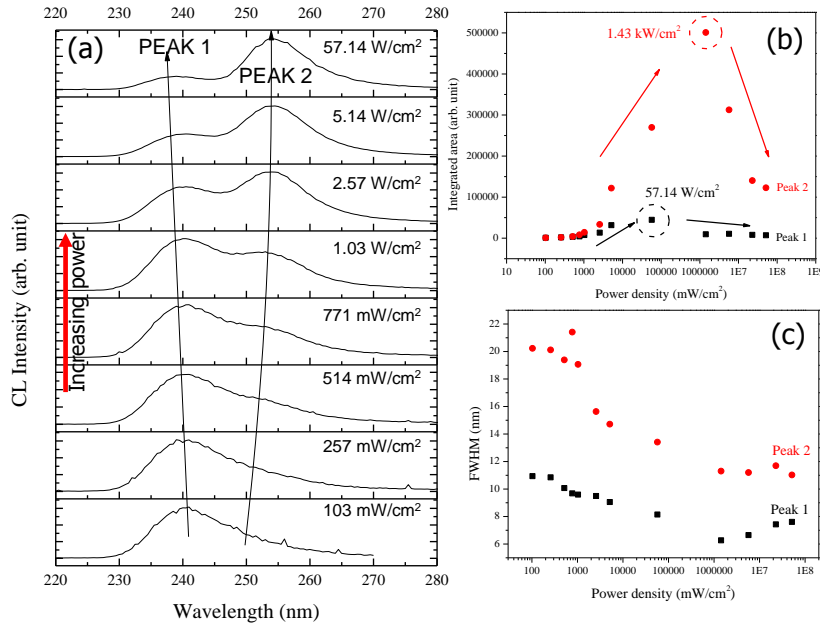 220 230 240 250 260 270 280
(a)
PEAK 1
57.14 W/cm²
PEAK 2
5.14 W/cm²
2.57 W/cm²
1.03 W/cm²
771 mW/cm²
514 mW/cm²
257 mW/cm²
103 mW/cm²
Increasing power
CL Intensity (arb. unit)
220 230 240 250 260 270 280
Wavelength (nm)
(b)
1.43 kW/cm²
500000
400000
300000
200000
100000
0
Integrated area (arb. unit)
Peak 2
57.14 W/cm²
Peak 1
10 100 1000 10000 100000 1000000 1E7 1E8 1E9
Power density (mW/cm²)
(c)
22
20
18
16
14
12
10
8
6
FWHM (nm)
Peak 2
Peak 1
100 1000 10000 100000 1000000 1E7 1E8
Power density (mW/cm²)